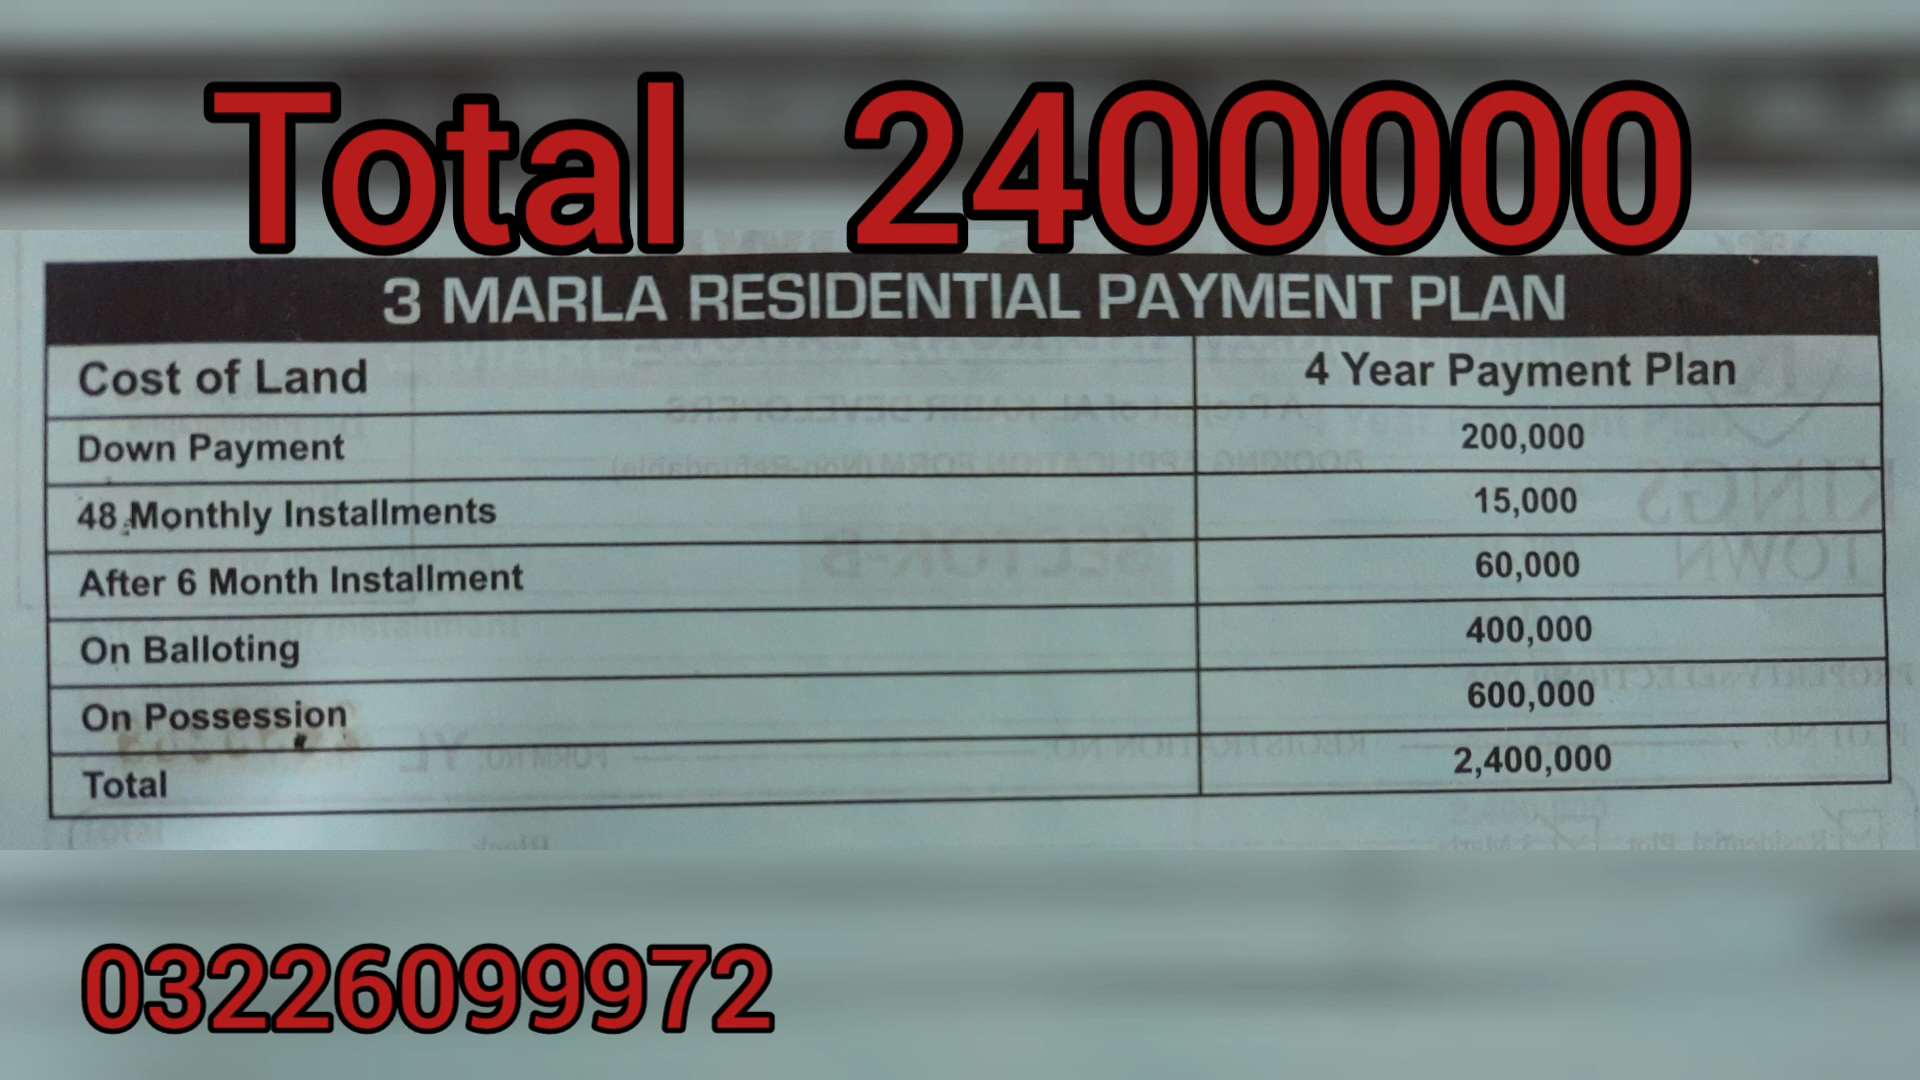 Total 2400000
3 MARLA RESIDENTIAL PAYMENT PLAN
Cost of Land 4 Year Payment Plan
Down Payment 200,000
48 Monthly Installments 15,000
After 6 Month Installment 60,000
On Balloting 400,000
On Possession 600,000
Total 2,400,000
03226099972